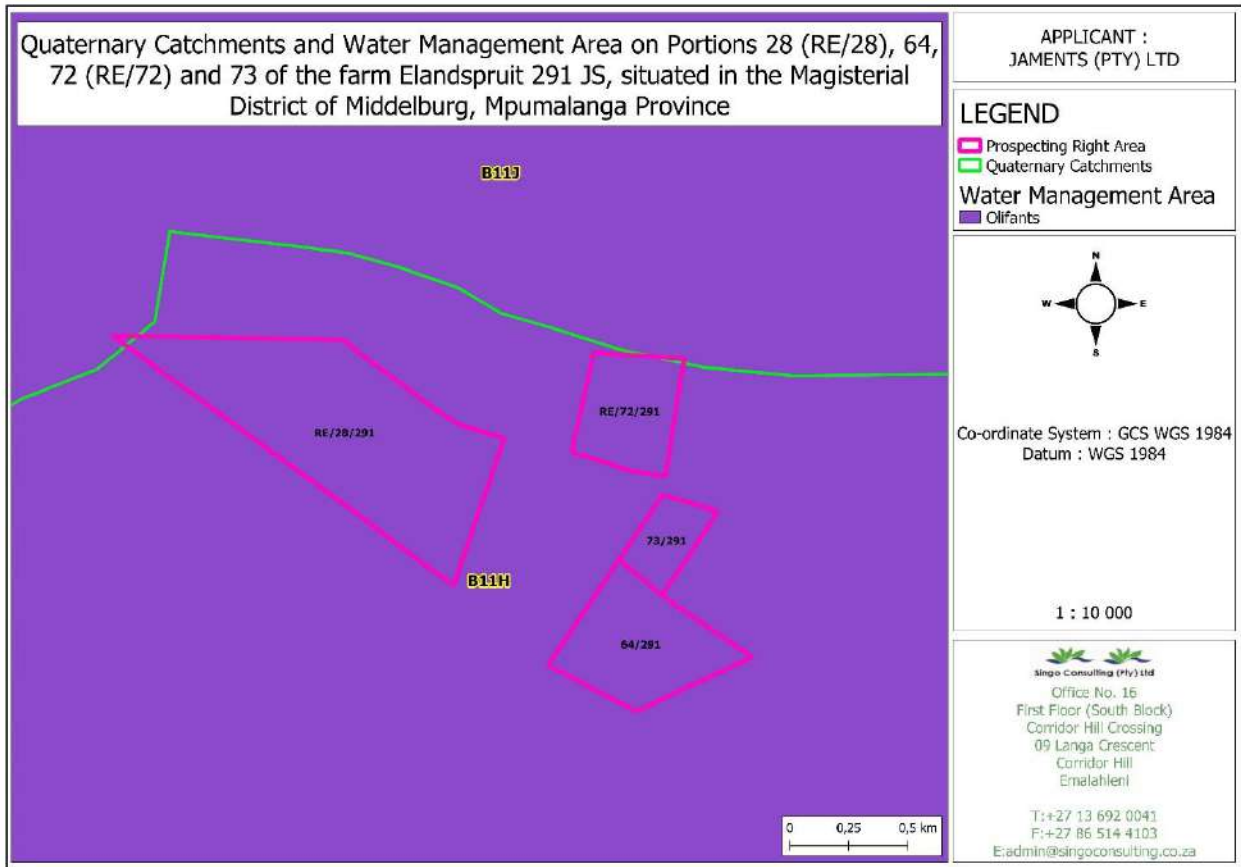 Quaternary Catchments and Water Management Area on Portions 28 (RE/28), 64,
72 (RE/72) and 73 of the farm Elandspruit 291 JS, situated in the Magisterial
District of Middelburg, Mpumalanga Province
B11J
RE/72/291
RE/28/291
73/291
B11H
64/291
0 0,25 0,5 km
APPLICANT :
JAMENTS (PTY) LTD
LEGEND
Prospecting Right Area
Quaternary Catchments
Water Management Area
Olifants
N
W E
S
Co-ordinate System : GCS WGS 1984
Datum : WGS 1984
1 : 10 000
Singo Consulting (Pty) Ltd
Office No. 16
First Floor (South Block)
Corridor Hill Crossing
09 Langa Crescent
Corridor Hill
Emalahleni
T:+27 13 692 0041
F:+27 86 514 4103
E:admin@singoconsulting.co.za